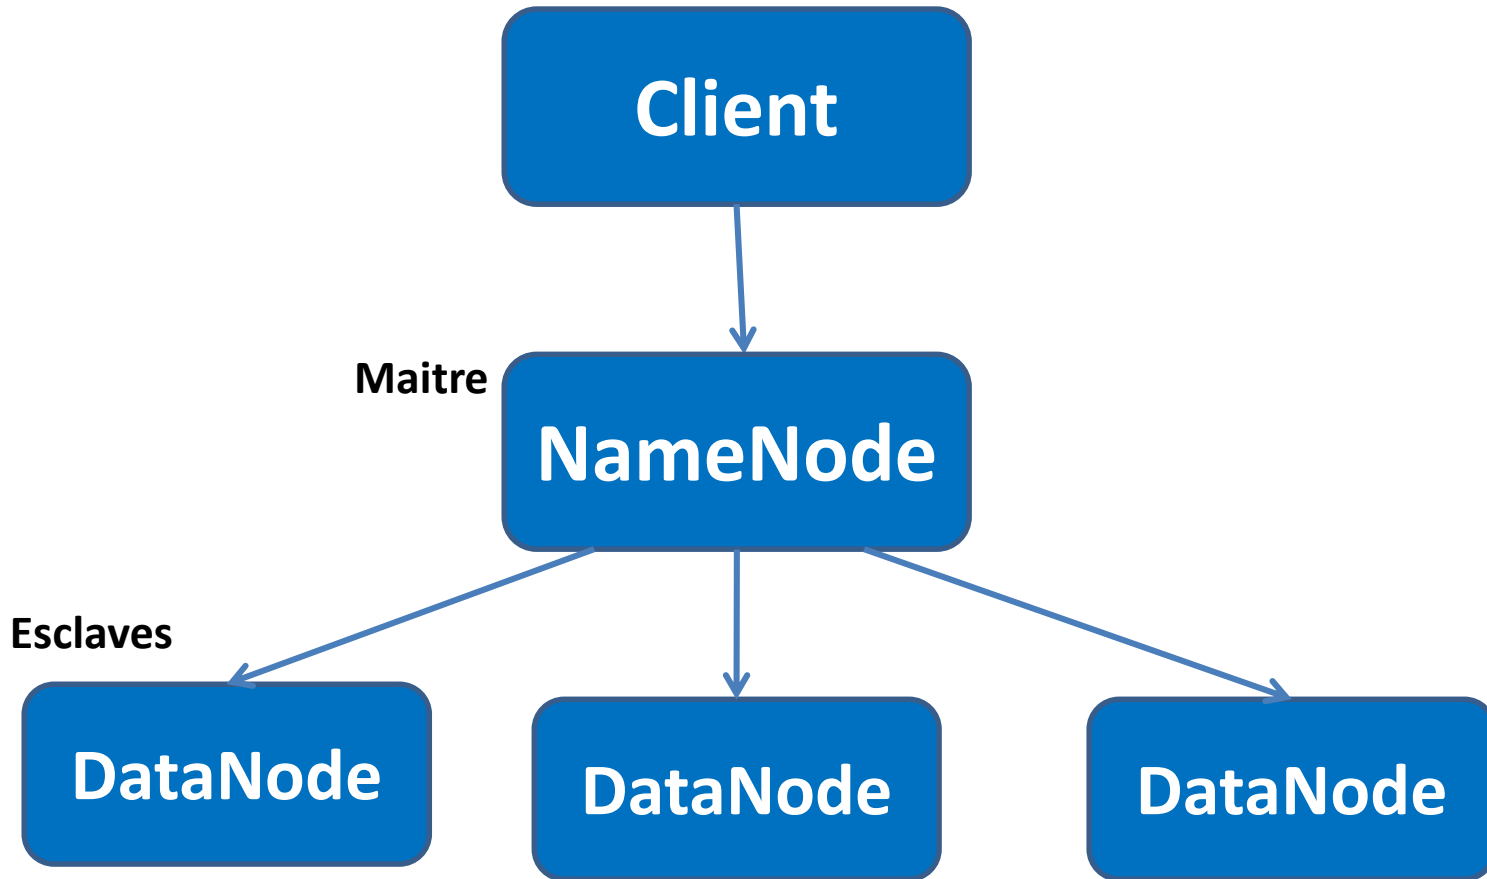 Client
Maitre
NameNode
Esclaves
DataNode
DataNode
DataNode